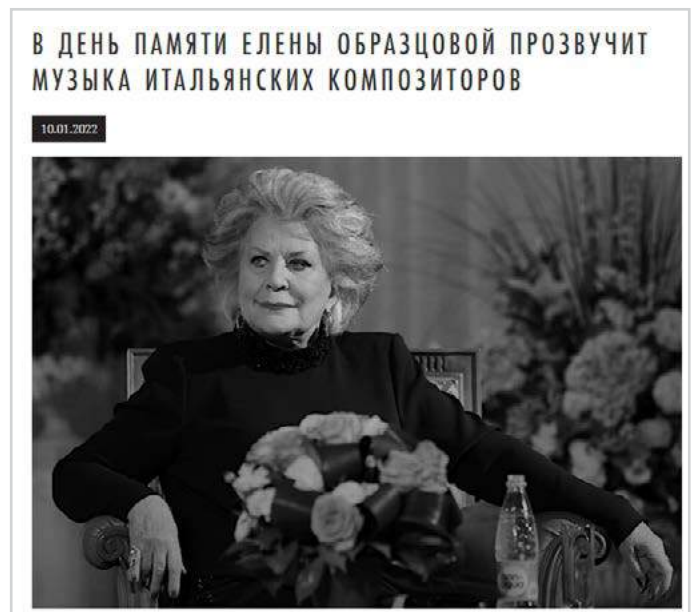 В ДЕНЬ ПАМЯТИ ЕЛЕНЫ ОБРАЗЦОВОЙ ПРОЗВУЧИТ
МУЗЫКА ИТАЛЬЯНСКИХ КОМПОЗИТОРОВ
10.01.2022